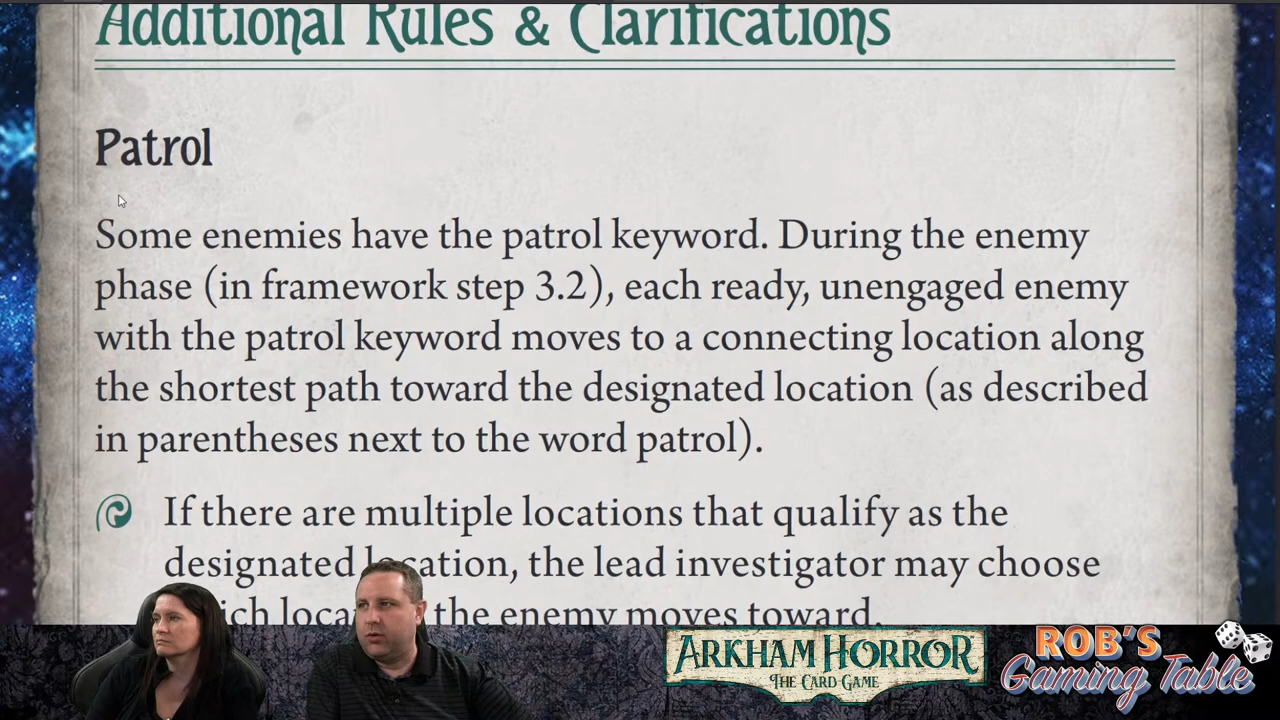 Additional Rules & Clarifications
Patrol
Some enemies have the patrol keyword. During the enemy
phase (in framework step 3.2), each ready, unengaged enemy
with the patrol keyword moves to a connecting location along
the shortest path toward the designated location (as described
in parentheses next to the word patrol).
If there are multiple locations that qualify as the
designated location, the lead investigator may choose
the enemy moves toward.
ARKHAM HORROR
THE CARD GAME
ROB'S
Gaming Table